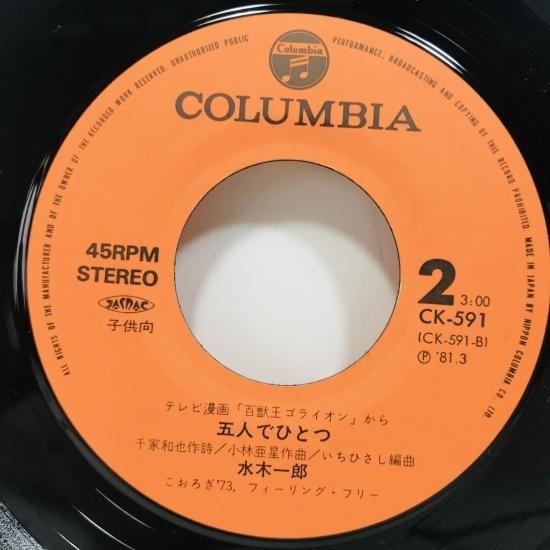 ALL RIGHTS OF THE MANUFACTURER AND OF THE OWNER OF THE RECORDED WORK RESERVED. UNAUTHORIZED PUBLIC PERFORMANCE, BROADCASTING AND COPYING OF THIS RECORD PROHIBITED. MADE IN JAPAN BY NIPPON COLUMBIA CO., LTD.
Columbia
COLUMBIA
45RPM
STEREO
JASRAC
子供向
2 3:00
CK-591
(CK-591-B)
Ⓟ '81.3
テレビ漫画「百獣王ゴライオン」から
五人でひとつ
千家和也作詩/小林亜星作曲/いちひさし編曲
水木一郎
こおろぎ'73, フィーリング・フリー